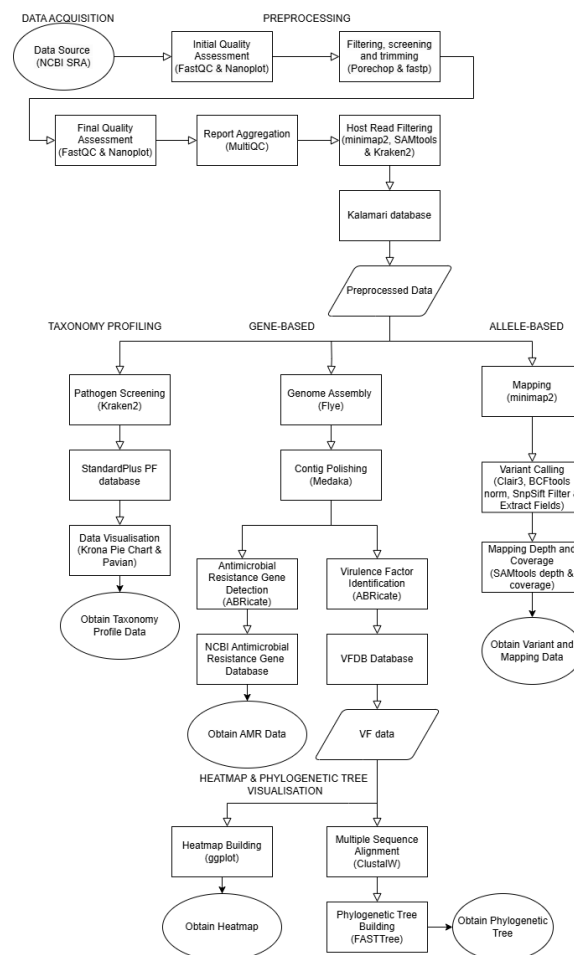 DATA ACQUISITION
PREPROCESSING
Data Source
(NCBI SRA)
Initial Quality
Assessment
(FastQC & Nanoplot)
Filtering, screening
and trimming
(Porechop & fastp)
Final Quality
Assessment
(FastQC & Nanoplot)
Report Aggregation
(MultiQC)
Host Read Filtering
(minimap2, SAMtools
& Kraken2)
Kalamari database
Preprocessed Data
TAXONOMY PROFILING
GENE-BASED
ALLELE-BASED
Pathogen Screening
(Kraken2)
Genome Assembly
(Flye)
Mapping
(minimap2)
StandardPlus PF
database
Contig Polishing
(Medaka)
Variant Calling
(Clair3, BCFtools
norm, SnpSift Filter &
Extract Fields)
Data Visualisation
(Krona Pie Chart &
Pavian)
Antimicrobial
Resistance Gene
Detection
(ABRicate)
Virulence Factor
Identification
(ABRicate)
Mapping Depth and
Coverage
(SAMtools depth &
coverage)
Obtain Taxonomy
Profile Data
NCBI Antimicrobial
Resistance Gene
Database
VFDB Database
Obtain Variant and
Mapping Data
Obtain AMR Data
VF data
HEATMAP & PHYLOGENETIC TREE
VISUALISATION
Heatmap Building
(ggplot)
Multiple Sequence
Alignment
(ClustalW)
Obtain Heatmap
Phylogenetic Tree
Building
(FASTTree)
Obtain Phylogenetic
Tree